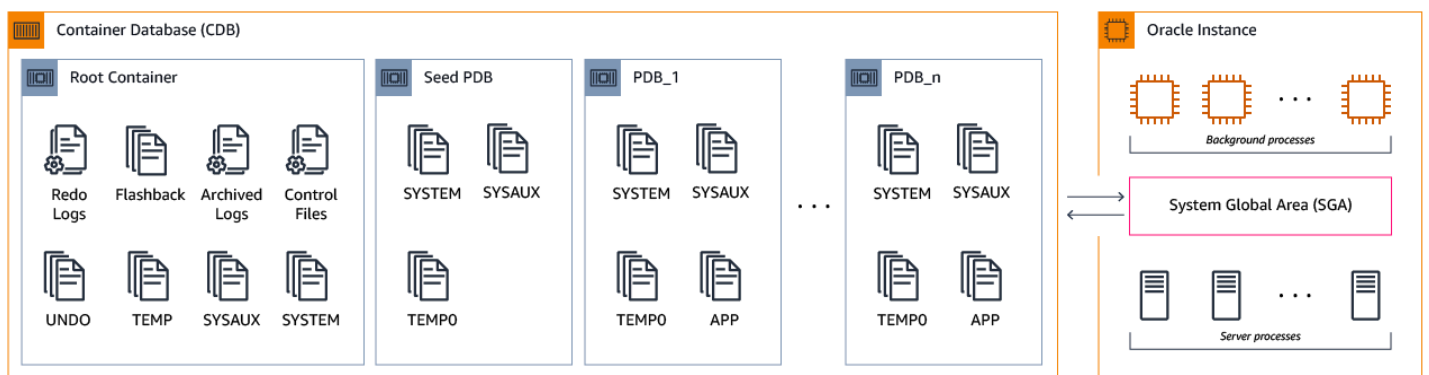 Container Database (CDB)
Root Container
Redo
Logs
Flashback
Archived
Logs
Control
Files
UNDO
TEMP
SYSAUX
SYSTEM
Seed PDB
SYSTEM
SYSAUX
TEMP0
PDB_1
SYSTEM
SYSAUX
TEMP0
APP
. . .
PDB_n
SYSTEM
SYSAUX
TEMP0
APP
Oracle Instance
. . .
Background processes
System Global Area (SGA)
. . .
Server processes